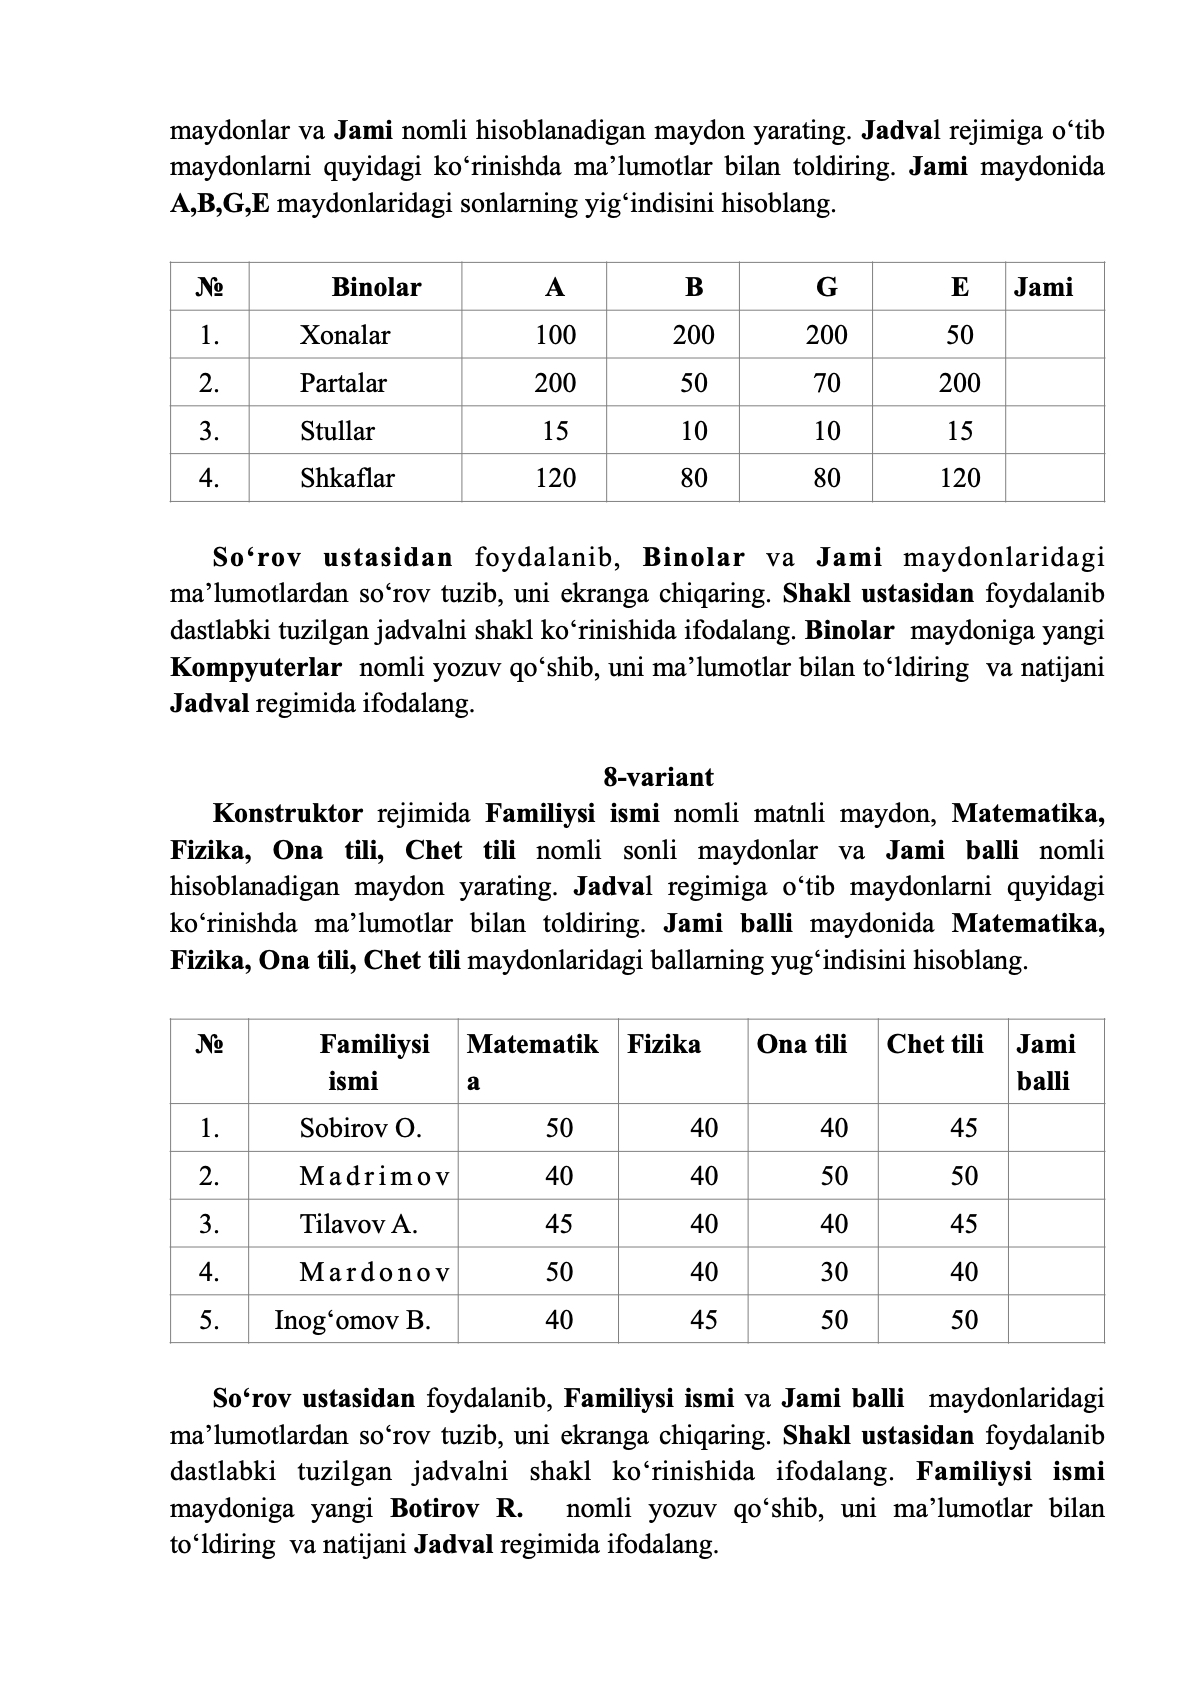 maydonlar va Jami nomli hisoblanadigan maydon yarating. Jadval rejimiga o‘tib
maydonlarni quyidagi ko‘rinishda ma’lumotlar bilan toldiring. Jami maydonida
A,B,G,E maydonlaridagi sonlarning yig‘indisini hisoblang.
№ Binolar A B G E Jami
1. Xonalar 100 200 200 50
2. Partalar 200 50 70 200
3. Stullar 15 10 10 15
4. Shkaflar 120 80 80 120
So‘rov ustasidan foydalanib, Binolar va Jami maydonlaridagi
ma’lumotlardan so‘rov tuzib, uni ekranga chiqaring. Shakl ustasidan foydalanib
dastlabki tuzilgan jadvalni shakl ko‘rinishida ifodalang. Binolar maydoniga yangi
Kompyuterlar nomli yozuv qo‘shib, uni ma’lumotlar bilan to‘ldiring va natijani
Jadval regimida ifodalang.
8-variant
Konstruktor rejimida Familiysi ismi nomli matnli maydon, Matematika,
Fizika, Ona tili, Chet tili nomli sonli maydonlar va Jami balli nomli
hisoblanadigan maydon yarating. Jadval regimiga o‘tib maydonlarni quyidagi
ko‘rinishda ma’lumotlar bilan toldiring. Jami balli maydonida Matematika,
Fizika, Ona tili, Chet tili maydonlaridagi ballarning yug‘indisini hisoblang.
№ Familiysi Matematik Fizika Ona tili Chet tili Jami
ismi a balli
1. Sobirov O. 50 40 40 45
2. Madrimov 40 40 50 50
3. Tilavov A. 45 40 40 45
4. Mardonov 50 40 30 40
5. Inog‘omov B. 40 45 50 50
So‘rov ustasidan foydalanib, Familiysi ismi va Jami balli maydonlaridagi
ma’lumotlardan so‘rov tuzib, uni ekranga chiqaring. Shakl ustasidan foydalanib
dastlabki tuzilgan jadvalni shakl ko‘rinishida ifodalang. Familiysi ismi
maydoniga yangi Botirov R. nomli yozuv qo‘shib, uni ma’lumotlar bilan
to‘ldiring va natijani Jadval regimida ifodalang.